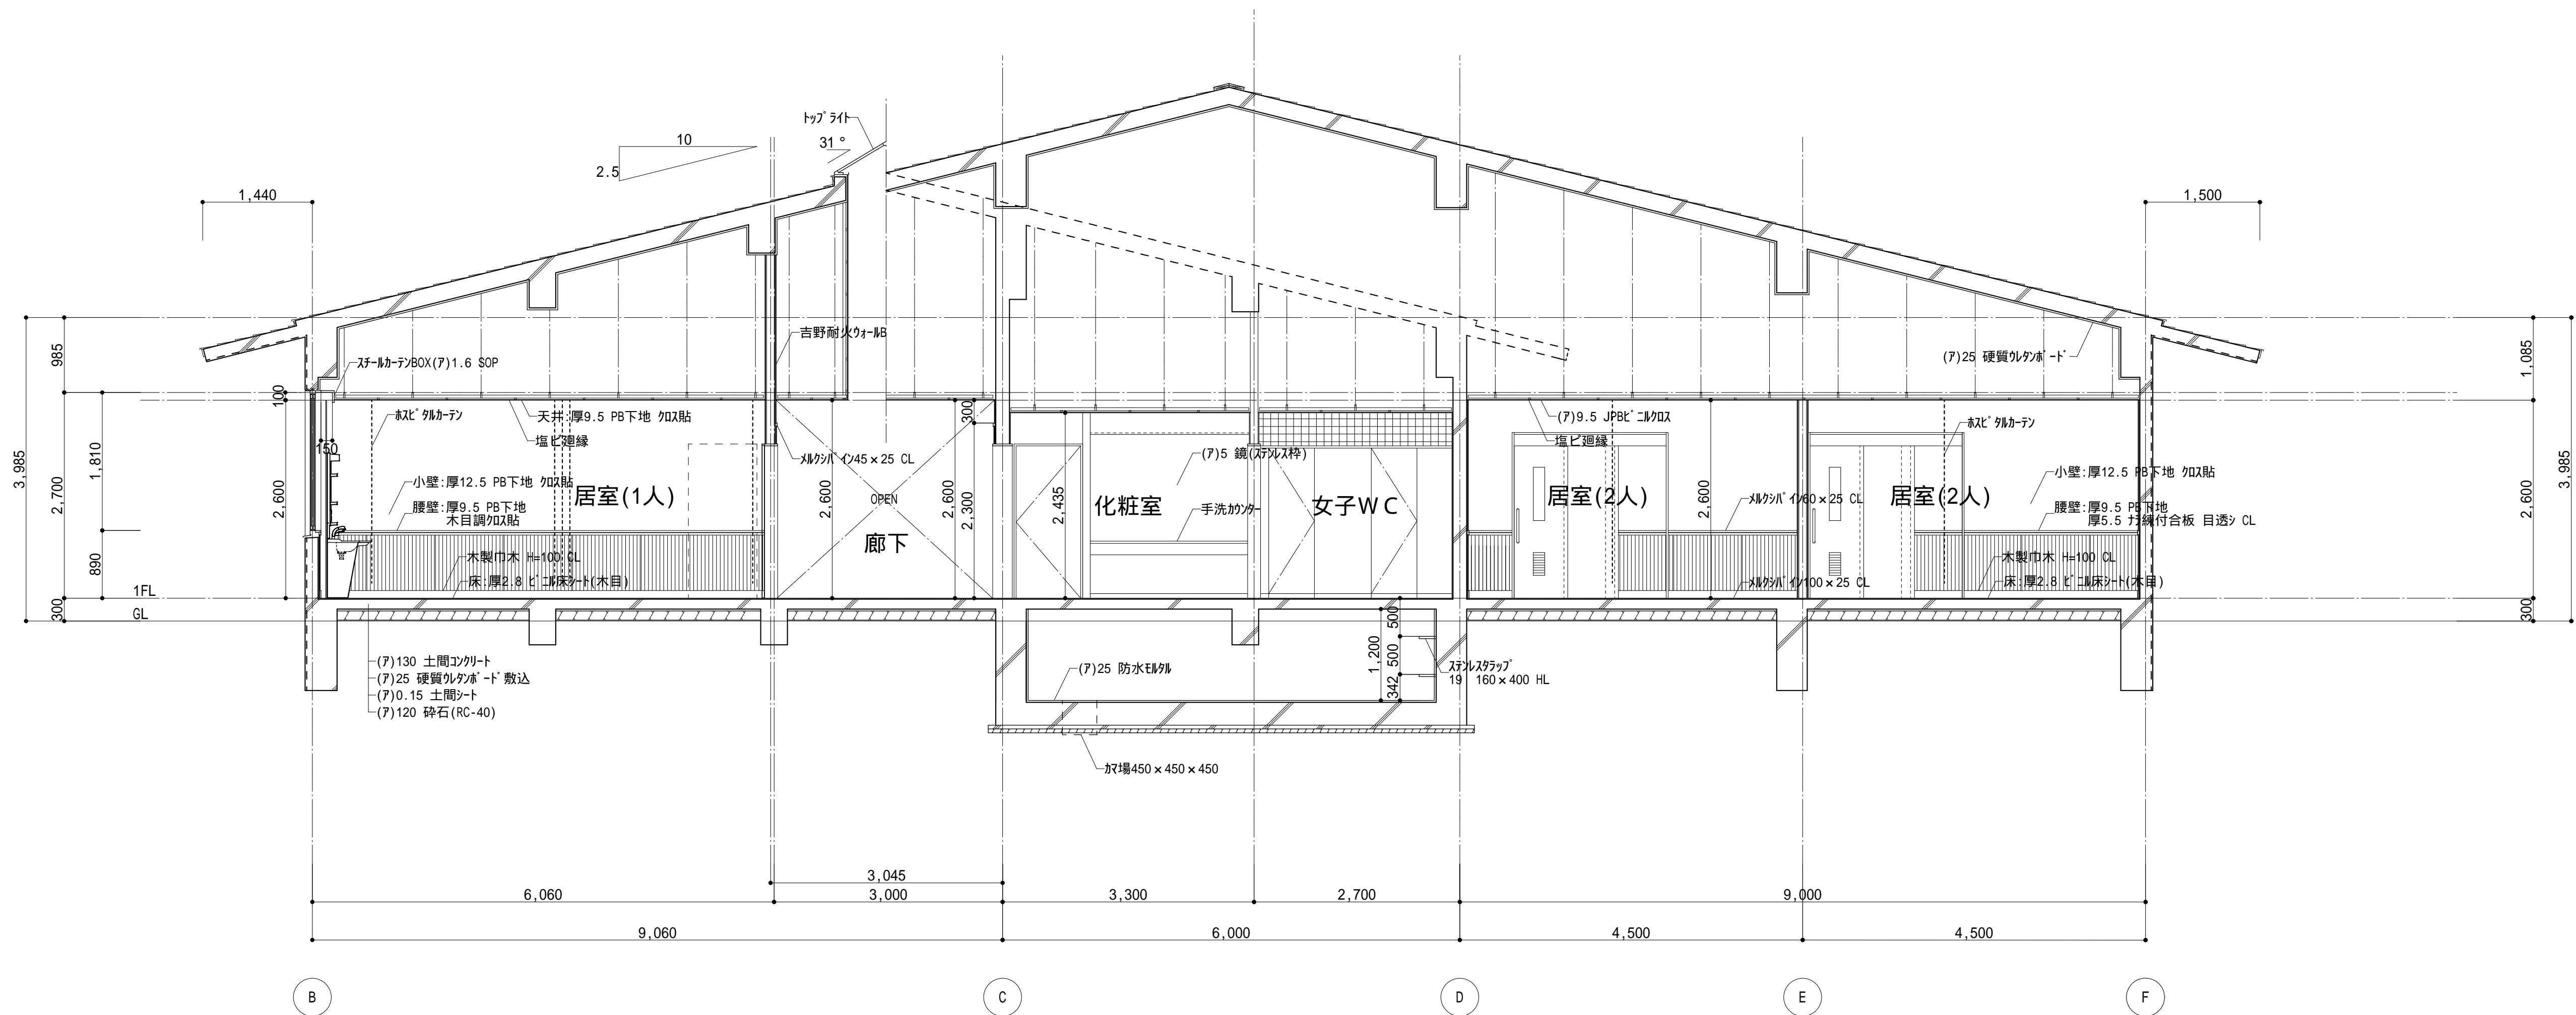 トップライト
10
31°
2.5
1,440
1,500
吉野耐火ウォールB
スチールカーテンBOX(ア)1.6 SOP
(ア)25 硬質ウレタンボード
985
100
1,085
ホスピタルカーテン
天井:厚9.5 PB下地 クロス貼
塩ビ廻縁
300
(ア)9.5 JPBビニルクロス
塩ビ廻縁
ホスピタルカーテン
150
メルクシパイン45×25 CL
(ア)5 鏡(ステンレス枠)
3,985
2,700
1,810
2,600
小壁:厚12.5 PB下地 クロス貼
居室(1人)
腰壁:厚9.5 PB下地
木目調クロス貼
2,600
OPEN
廊下
2,600
2,300
2,435
化粧室
手洗カウンター
女子WC
居室(2人)
2,600
メルクシパイン60×25 CL
居室(2人)
小壁:厚12.5 PB下地 クロス貼
腰壁:厚9.5 PB下地
厚5.5 ナラ練付合板 目透シ CL
2,600
3,985
890
木製巾木 H=100 CL
床:厚2.8 ビニル床シート(木目)
メルクシパイン100×25 CL
木製巾木 H=100 CL
床:厚2.8 ビニル床シート(木目)
1FL
300
GL
300
500
1,200
500
342
(ア)130 土間コンクリート
(ア)25 硬質ウレタンボード敷込
(ア)0.15 土間シート
(ア)120 砕石(RC-40)
(ア)25 防水モルタル
ステンレスタラップ
19 160×400 HL
カマ場450×450×450
3,045
6,060
3,000
3,300
2,700
9,000
9,060
6,000
4,500
4,500
B
C
D
E
F